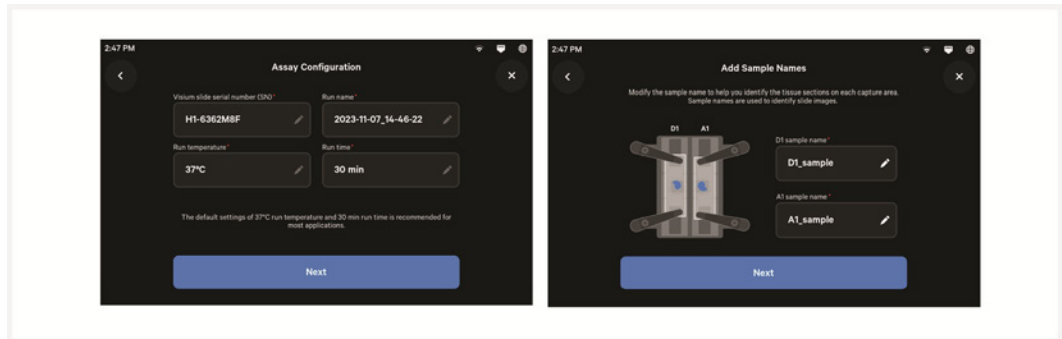 2:47 PM
Assay Configuration
Visium slide serial number (SN)*
Run name*
H1-6362M8F
2023-11-07_14-46-22
Run temperature*
Run time*
37°C
30 min
The default settings of 37°C run temperature and 30 min run time is recommended for
most applications.
Next
2:47 PM
Add Sample Names
Modify the sample name to help you identify the tissue sections on each capture area.
Sample names are used to identify slide images.
D1 A1
D1 sample name*
D1_sample
A1 sample name*
A1_sample
Next